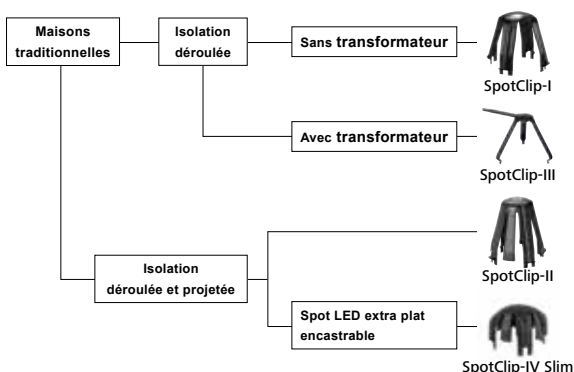 Maisons
traditionnelles
Isolation
déroulée
Sans transformateur
SpotClip-I
Avec transformateur
SpotClip-III
Isolation
déroulée et projetée
SpotClip-II
Spot LED extra plat
encastrable
SpotClip-IV Slim